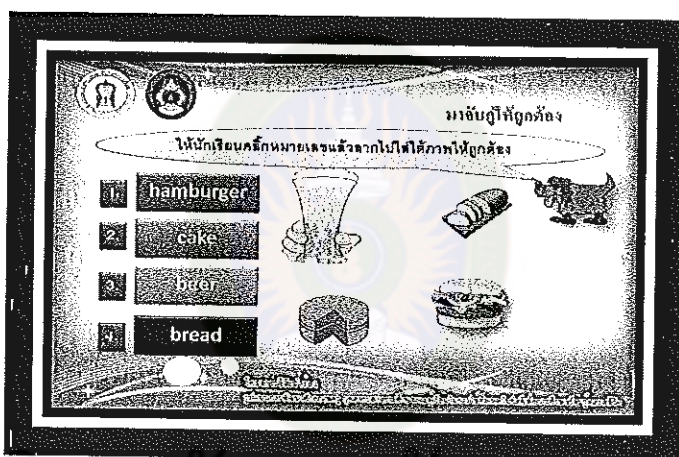 มาจับคู่ให้ถูกต้อง
ให้นักเรียนคลิ๊กหมายเลขแล้วลากไปใส่ใต้ภาพให้ถูกต้อง
1. hamburger
2. cake
3. beer
4. bread